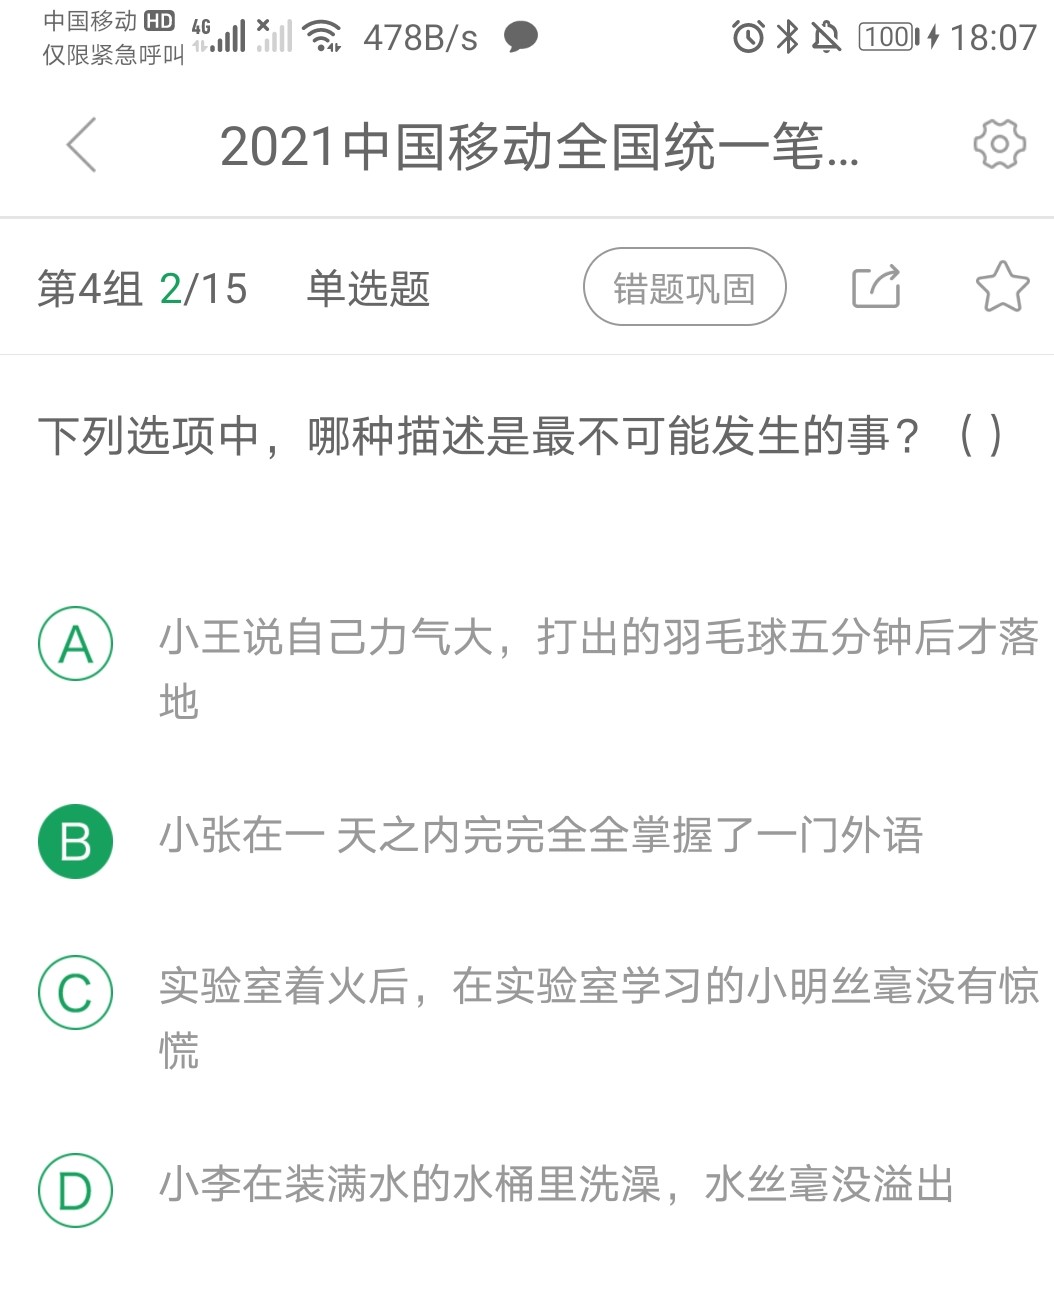 中国移动 HD 4G 478B/s 100 18:07
仅限紧急呼叫
2021中国移动全国统一笔...
第4组 2/15 单选题 错题巩固
下列选项中，哪种描述是最不可能发生的事？（）
A 小王说自己力气大，打出的羽毛球五分钟后才落
地
B 小张在一 天之内完完全全掌握了一门外语
C 实验室着火后，在实验室学习的小明丝毫没有惊
慌
D 小李在装满水的水桶里洗澡，水丝毫没溢出